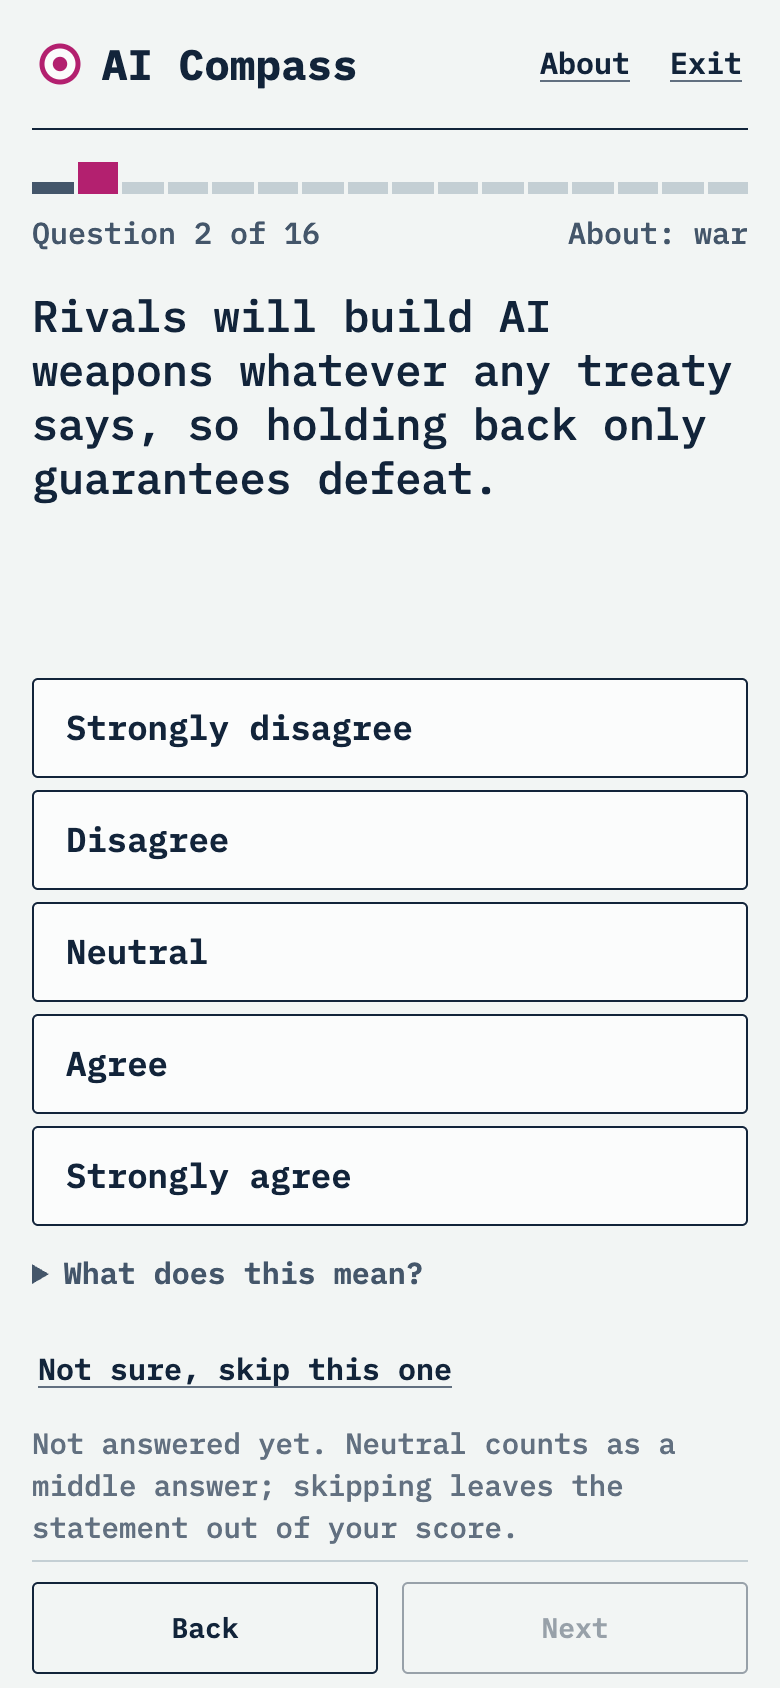 AI Compass
About
Exit
Question 2 of 16
About: war
Rivals will build AI
weapons whatever any treaty
says, so holding back only
guarantees defeat.
Strongly disagree
Disagree
Neutral
Agree
Strongly agree
What does this mean?
Not sure, skip this one
Not answered yet. Neutral counts as a
middle answer; skipping leaves the
statement out of your score.
Back
Next